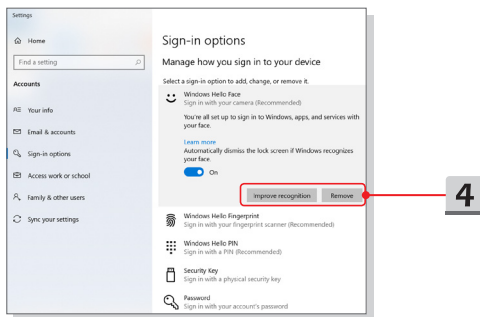 Settings
Home
Find a setting
Accounts
Your info
Email & accounts
Sign-in options
Access work or school
Family & other users
Sync your settings
Sign-in options
Manage how you sign in to your device
Select a sign-in option to add, change, or remove it.
Windows Hello Face
Sign in with your camera (Recommended)
You're all set up to sign in to Windows, apps, and services with
your face.
Learn more
Automatically dismiss the lock screen if Windows recognizes
your face.
On
Improve recognition Remove
4
Windows Hello Fingerprint
Sign in with your fingerprint scanner (Recommended)
Windows Hello PIN
Sign in with a PIN (Recommended)
Security Key
Sign in with a physical security key
Password
Sign in with your account's password